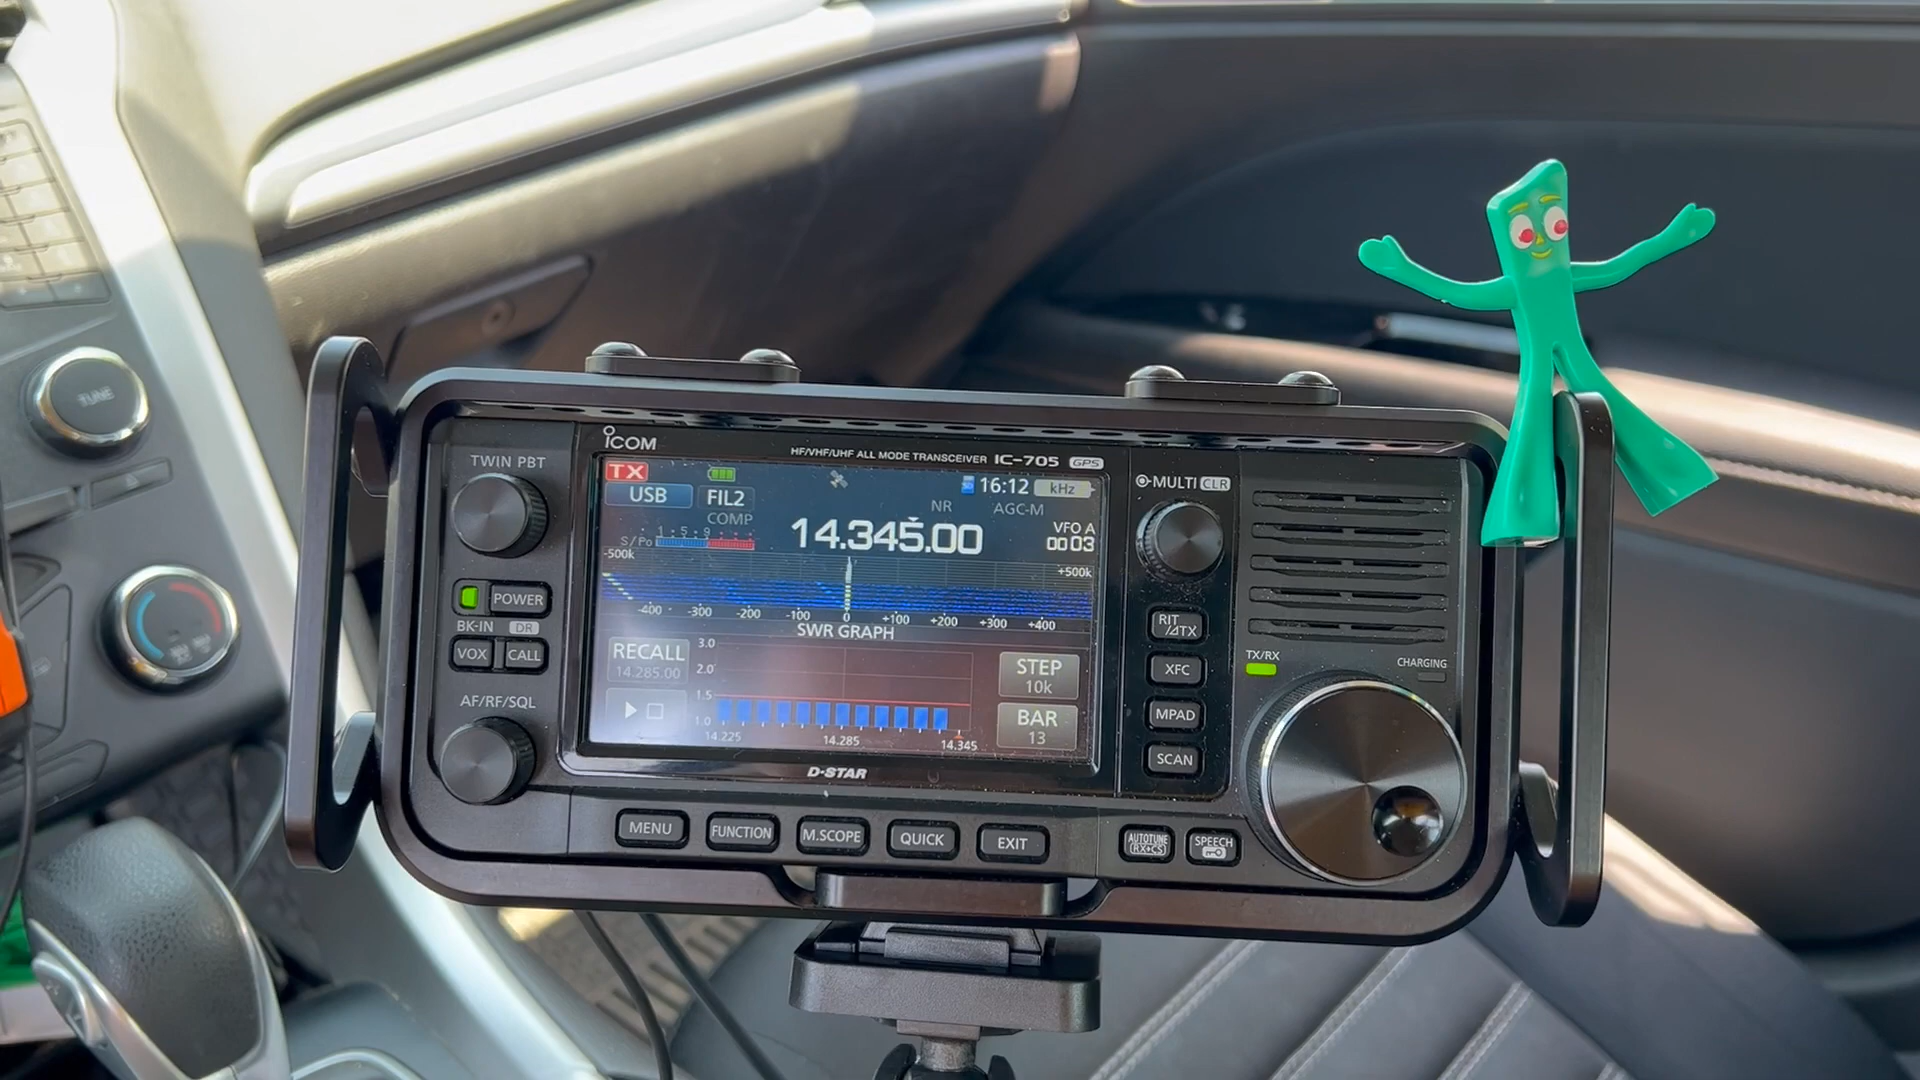 TUNE
ICOM
HF/VHF/UHF ALL MODE TRANSCEIVER IC-705 GPS
TWIN PBT
POWER
BK-IN DR
VOX CALL
AF/RF/SQL
TX
16:12 kHz
USB FIL2
COMP
NR AGC-M
S/Po 1 · 5 · 9
14.345.00
VFO A
00 03
-500k
+500k
-400 -300 -200 -100 0 +100 +200 +300 +400
SWR GRAPH
RECALL
14.285.00
3.0
2.0
1.5
1.0
14.225 14.285 14.345
STEP
10k
BAR
13
D-STAR
MULTI CLR
RIT
/⊿TX
XFC
MPAD
SCAN
TX/RX
CHARGING
MENU FUNCTION M.SCOPE QUICK EXIT
AUTOTUNE
RX•CS
SPEECH